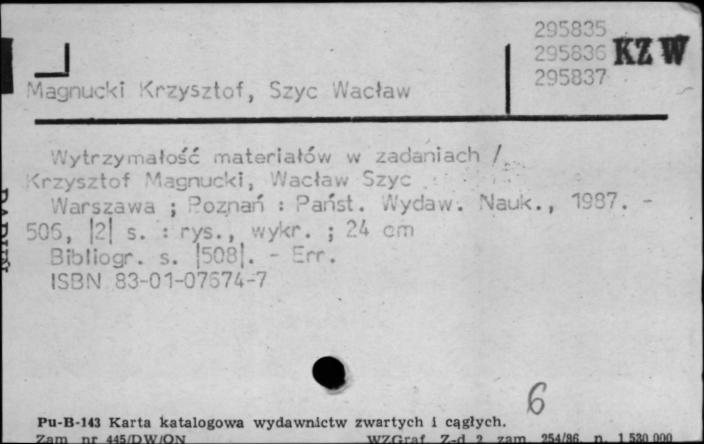 295835
295836 KZ W
295837
Magnucki Krzysztof, Szyc Wacław
Wytrzymałość materiałów w zadaniach /
Krzysztof Magnucki, Wacław Szyc
Warszawa ; Poznań : Państ. Wydaw. Nauk., 1987. -
506, |2| s. : rys., wykr. ; 24 cm
Bibliogr. s. |508|. - Err.
ISBN 83-01-07674-7
6
Pu-B-143 Karta katalogowa wydawnictw zwartych i cągłych.
Zam nr 445/DW/ON WZGraf Z-d 2 zam 254/86 n. 1 530 000